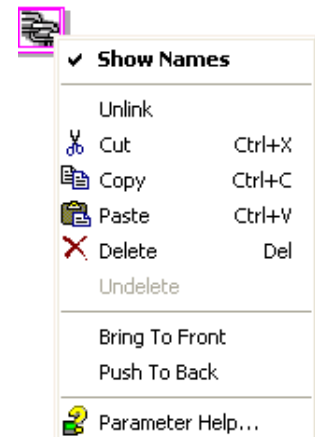 Show Names
Unlink
Cut Ctrl+X
Copy Ctrl+C
Paste Ctrl+V
Delete Del
Undelete
Bring To Front
Push To Back
Parameter Help...